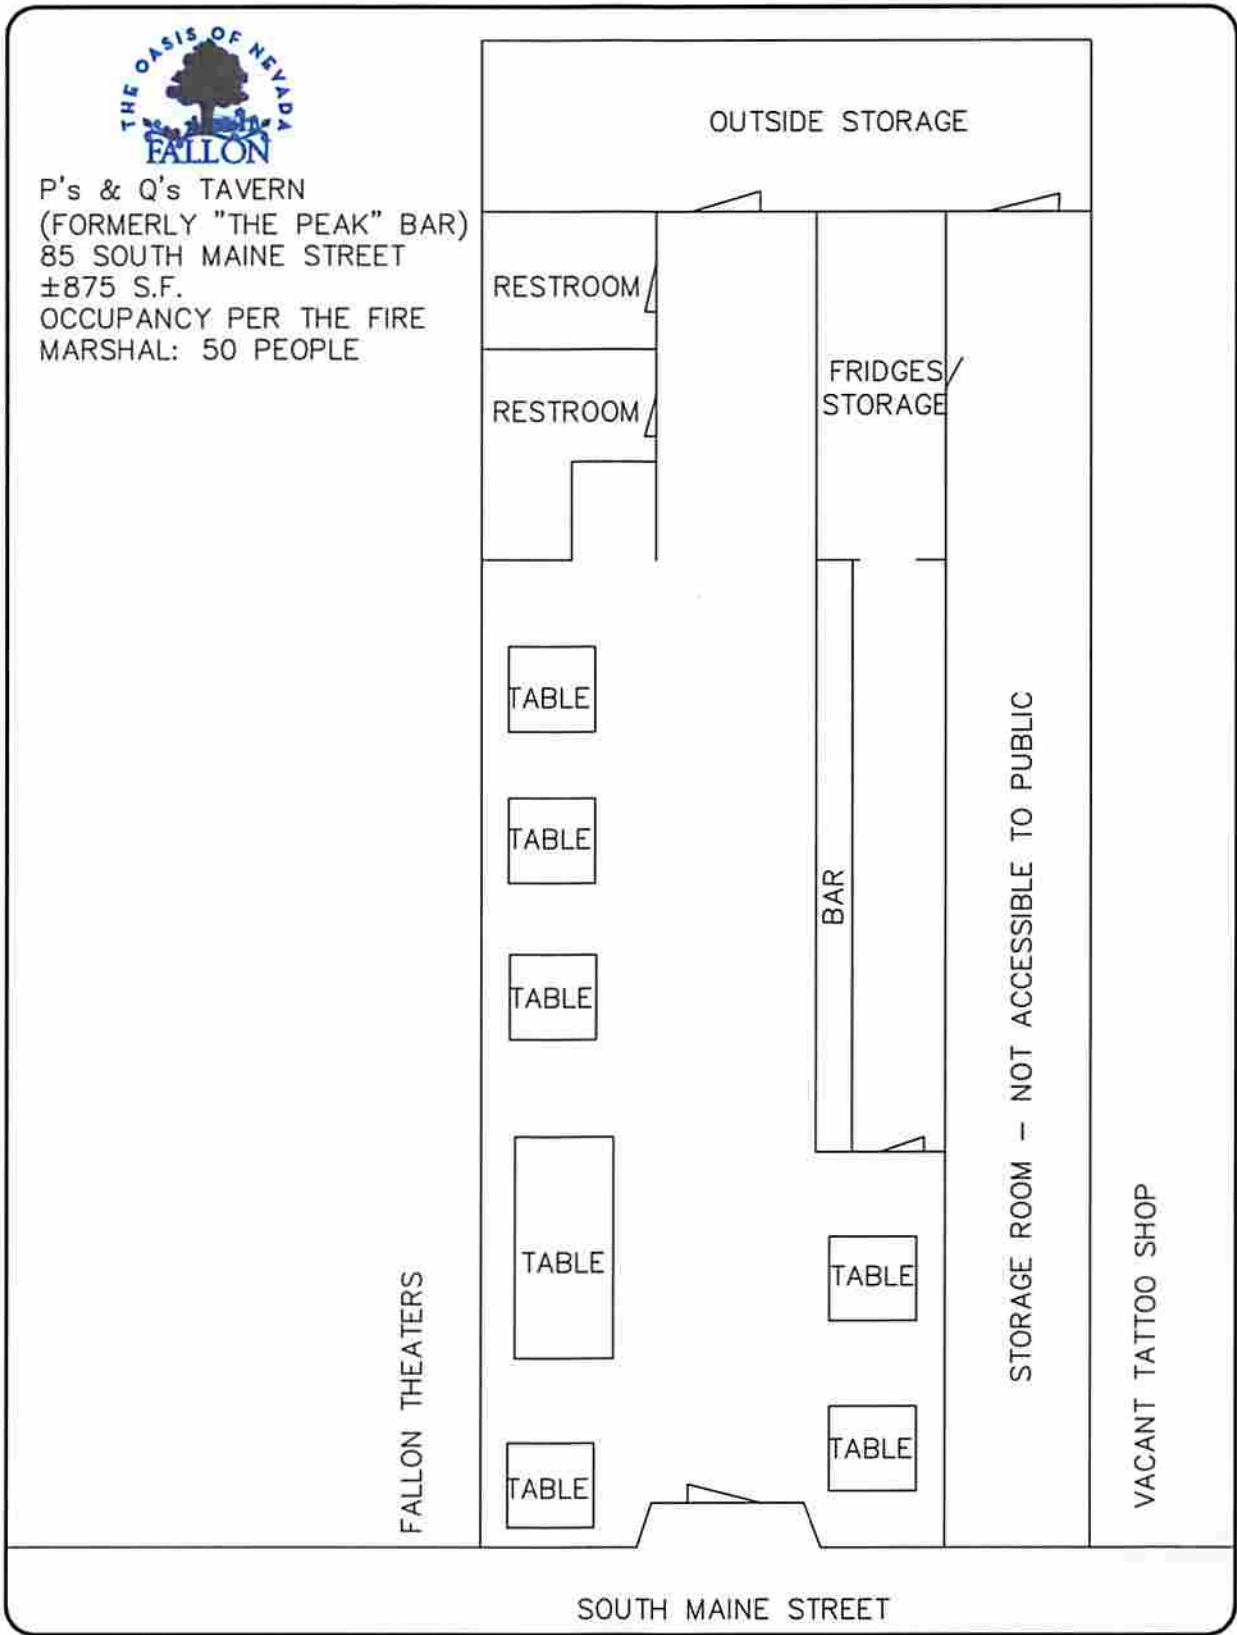 THE OASIS OF NEVADA
FALLON
P's & Q's TAVERN
(FORMERLY "THE PEAK" BAR)
85 SOUTH MAINE STREET
±875 S.F.
OCCUPANCY PER THE FIRE
MARSHAL: 50 PEOPLE
OUTSIDE STORAGE
RESTROOM
RESTROOM
FRIDGES/
STORAGE
TABLE
TABLE
TABLE
TABLE
TABLE
BAR
TABLE
TABLE
STORAGE ROOM – NOT ACCESSIBLE TO PUBLIC
FALLON THEATERS
VACANT TATTOO SHOP
SOUTH MAINE STREET